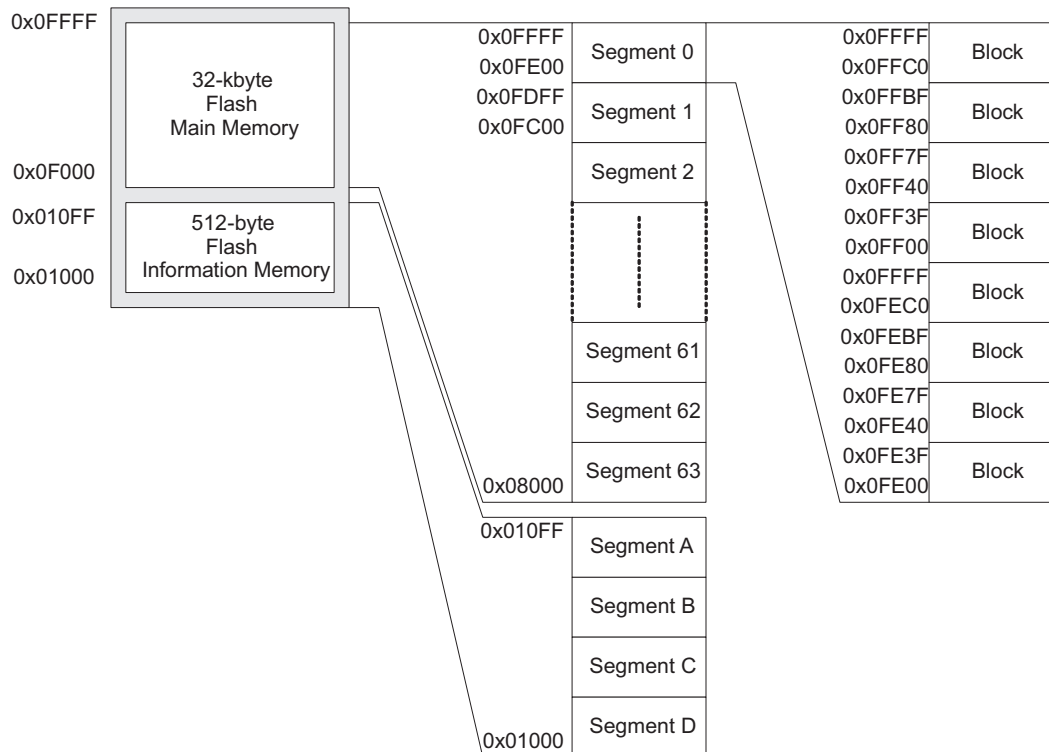 0x0FFFF
32-kbyte
Flash
Main Memory
0x0F000
0x010FF
512-byte
Flash
Information Memory
0x01000
0x0FFFF
Segment 0
0x0FE00
0x0FDFF
Segment 1
0x0FC00
Segment 2
Segment 61
Segment 62
Segment 63
0x08000
0x010FF
Segment A
Segment B
Segment C
Segment D
0x01000
0x0FFFF
Block
0x0FFC0
0x0FFBF
Block
0x0FF80
0x0FF7F
Block
0x0FF40
0x0FF3F
Block
0x0FF00
0x0FFFF
Block
0x0FEC0
0x0FEBF
Block
0x0FE80
0x0FE7F
Block
0x0FE40
0x0FE3F
Block
0x0FE00